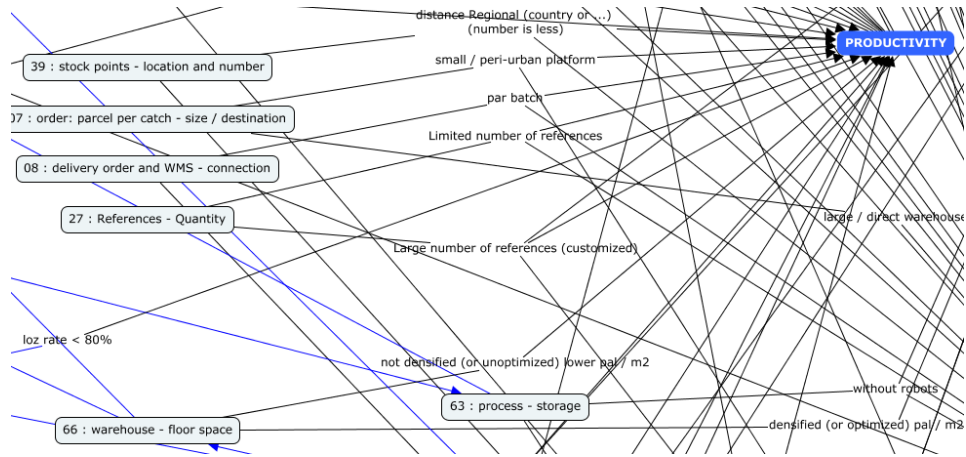 distance Regional (country or ...)
(number is less)
PRODUCTIVITY
39 : stock points - location and number
small / peri-urban platform
par batch
07 : order: parcel per catch - size / destination
Limited number of references
08 : delivery order and WMS - connection
27 : References - Quantity
large / direct warehouse
Large number of references (customized)
loz rate < 80%
not densified (or unoptimized) lower pal / m2
without robots
63 : process - storage
66 : warehouse - floor space
densified (or optimized) pal / m2